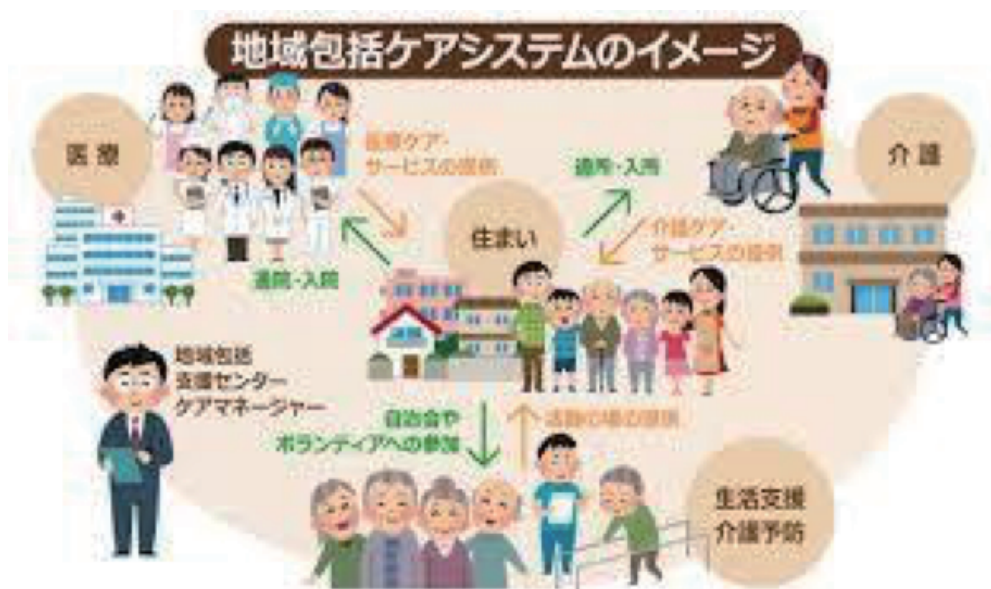 地域包括ケアシステムのイメージ
医療
医療ケア・
サービスの提供
通所・入所
介護
住まい
介護ケア・
サービスの提供
通院・入院
地域包括
支援センター
ケアマネージャー
自治会や
ボランティアへの参加
活動の場の提供
生活支援
介護予防